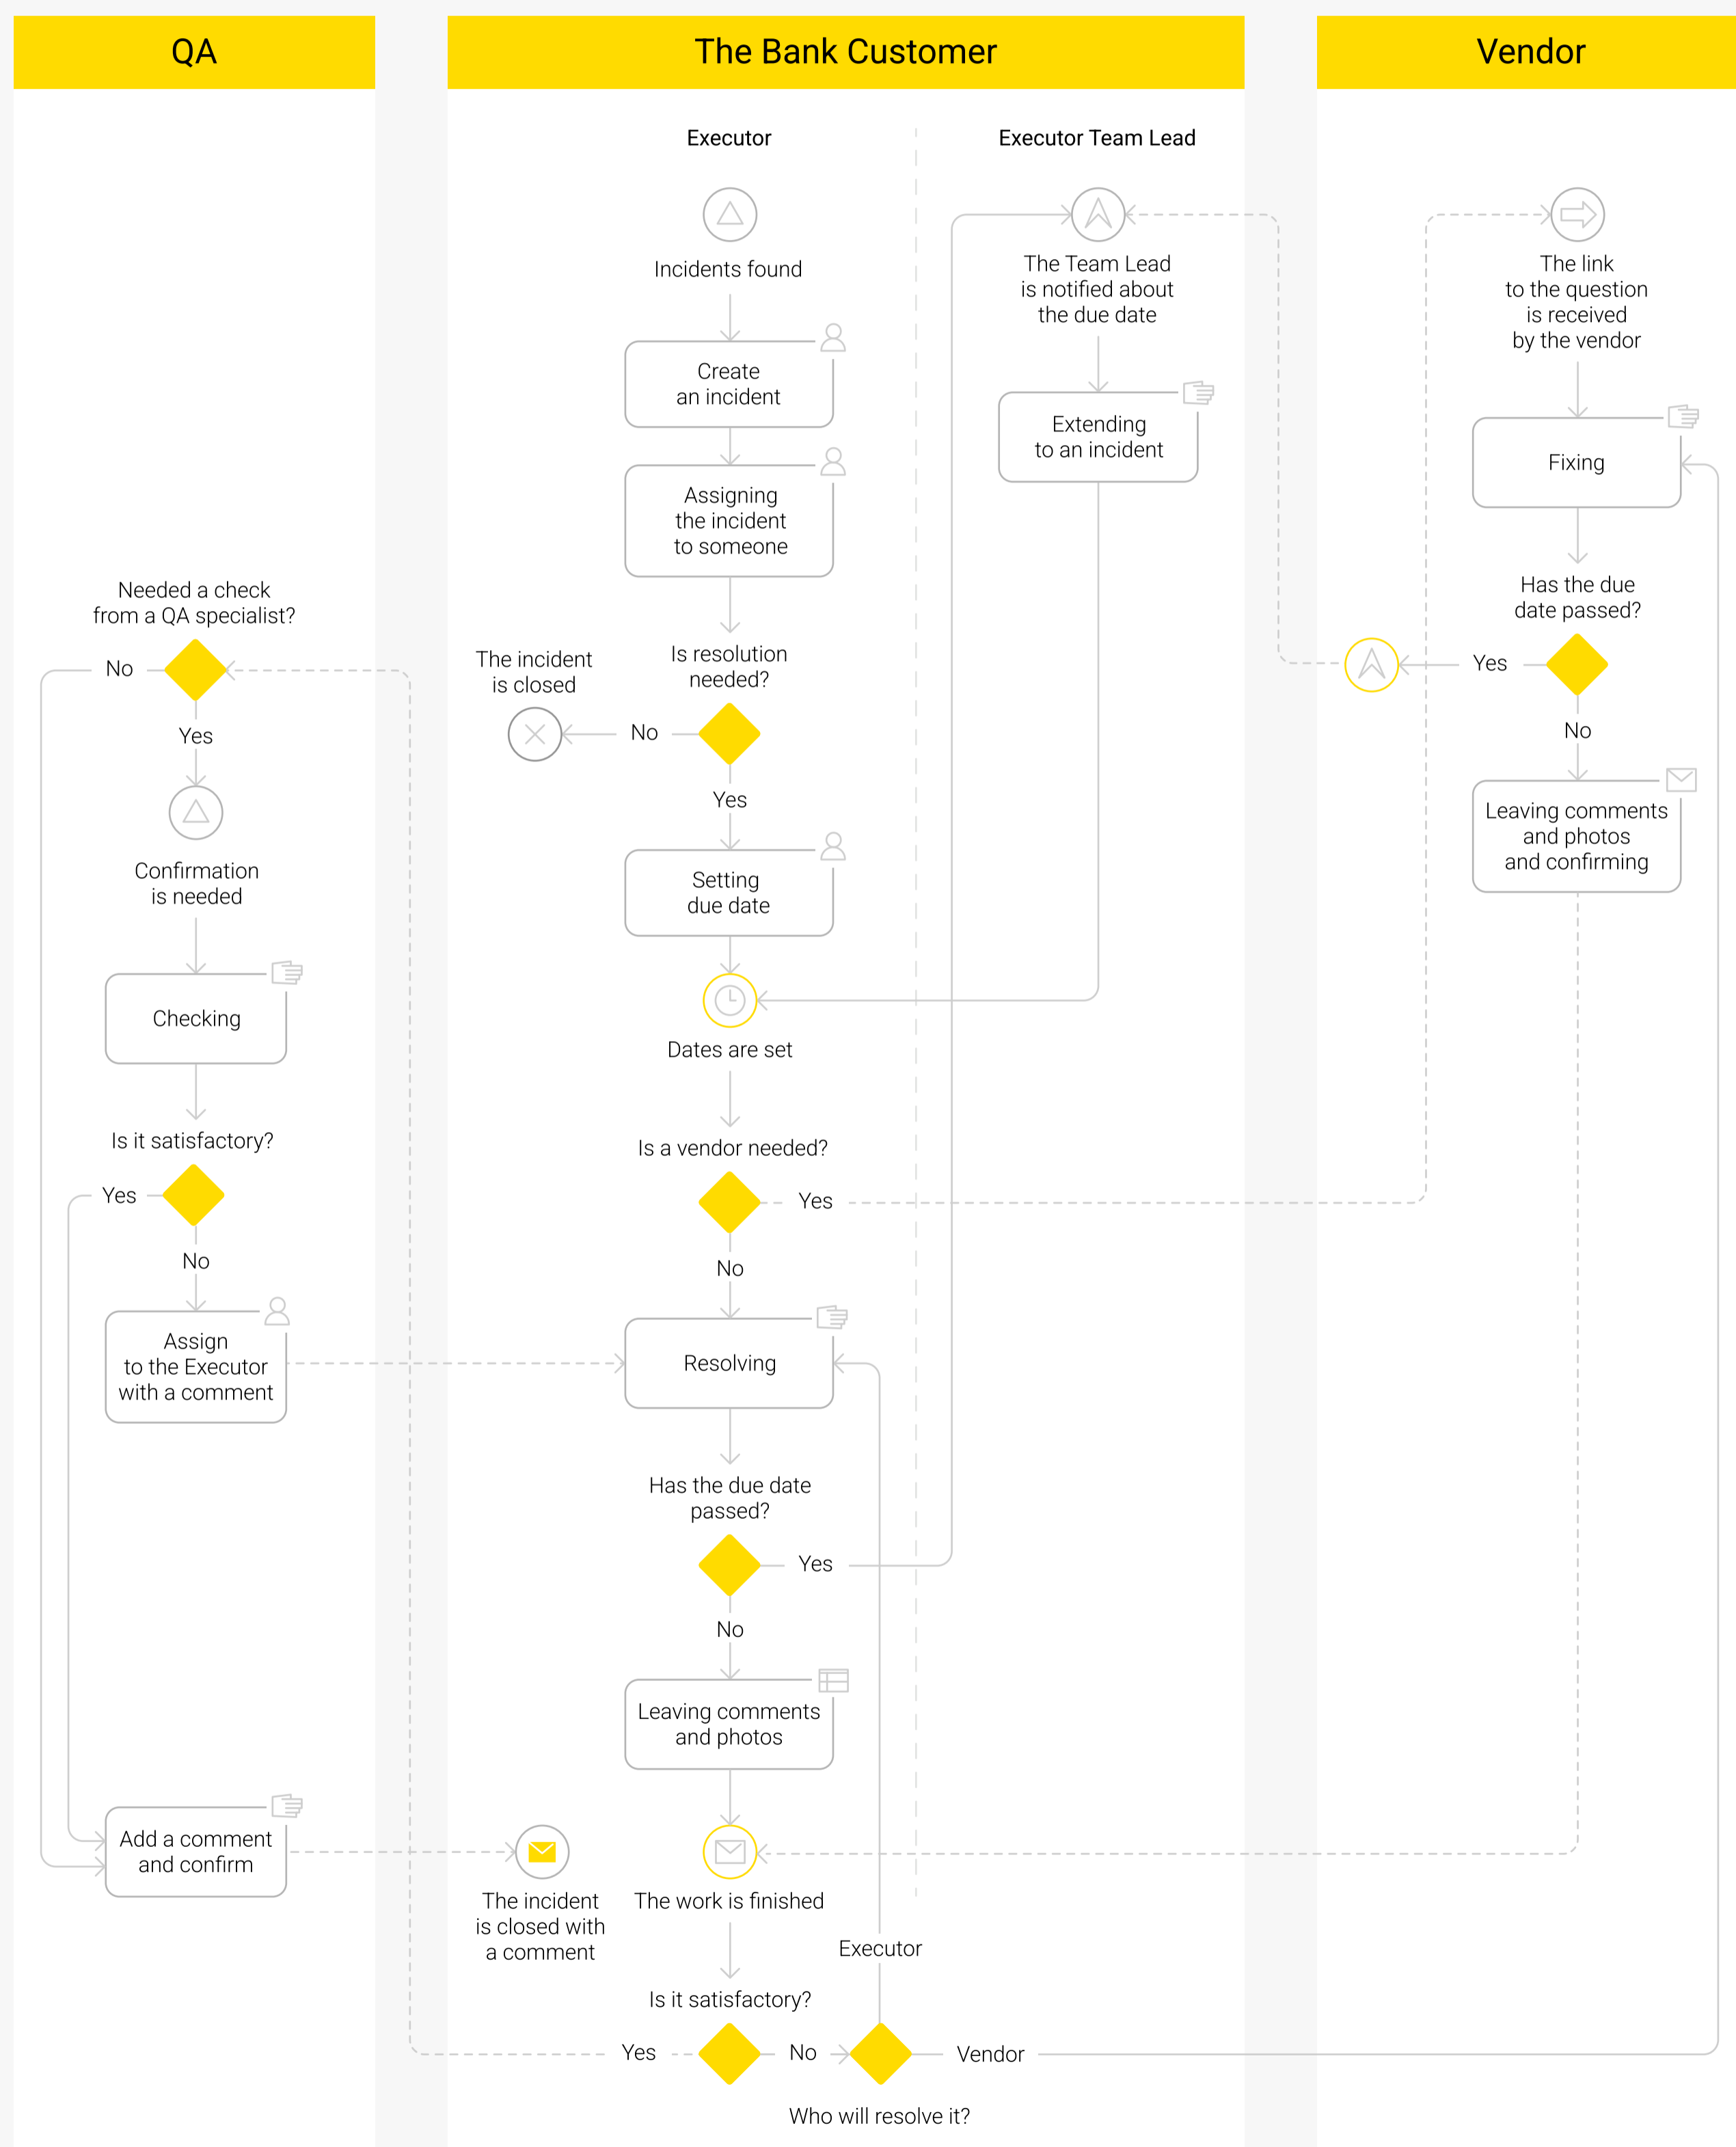 QA
The Bank Customer
Vendor
Executor
Executor Team Lead
Incidents found
Create
an incident
Assigning
the incident
to someone
Is resolution
needed?
No
The incident
is closed
Yes
Setting
due date
Dates are set
Is a vendor needed?
Yes
No
Resolving
Has the due date
passed?
Yes
No
Leaving comments
and photos
The work is finished
Is it satisfactory?
Yes
No
Executor
Vendor
Who will resolve it?
The Team Lead
is notified about
the due date
Extending
to an incident
The link
to the question
is received
by the vendor
Fixing
Has the due
date passed?
Yes
No
Leaving comments
and photos
and confirming
Needed a check
from a QA specialist?
No
Yes
Confirmation
is needed
Checking
Is it satisfactory?
Yes
No
Assign
to the Executor
with a comment
Add a comment
and confirm
The incident
is closed with
a comment